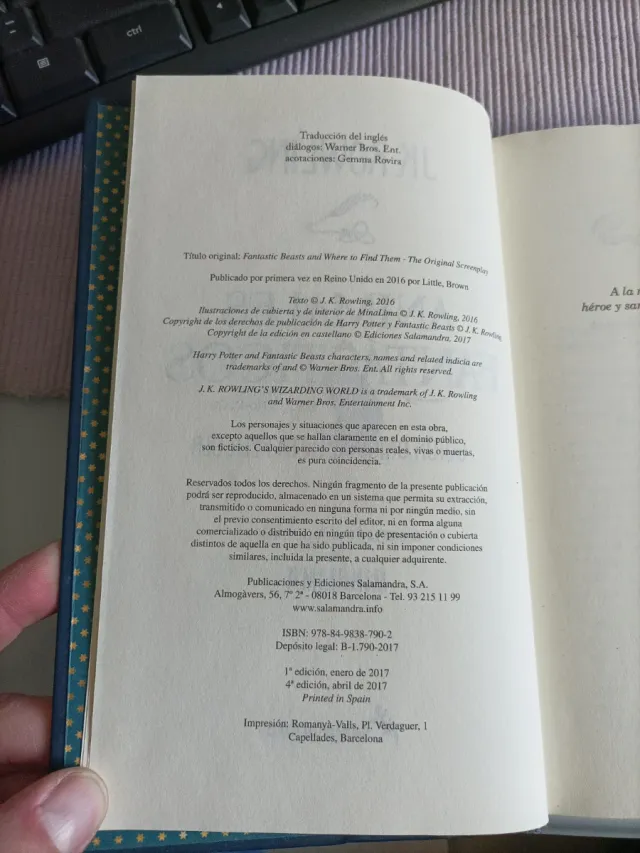 ctrl
Traducción del inglés
diálogos: Warner Bros. Ent.
acotaciones: Gemma Rovira
Título original: Fantastic Beasts and Where to Find Them - The Original Screenplay
Publicado por primera vez en Reino Unido en 2016 por Little, Brown
Texto © J. K. Rowling, 2016
Ilustraciones de cubierta y de interior de MinaLima © J. K. Rowling, 2016
Copyright de los derechos de publicación de Harry Potter y Fantastic Beasts © J. K. Rowling
Copyright de la edición en castellano © Ediciones Salamandra, 2017
Harry Potter and Fantastic Beasts characters, names and related indicia are
trademarks of and © Warner Bros. Ent. All rights reserved.
J. K. ROWLING'S WIZARDING WORLD is a trademark of J. K. Rowling
and Warner Bros. Entertainment Inc.
Los personajes y situaciones que aparecen en esta obra,
excepto aquellos que se hallan claramente en el dominio público,
son ficticios. Cualquier parecido con personas reales, vivas o muertas,
es pura coincidencia.
Reservados todos los derechos. Ningún fragmento de la presente publicación
podrá ser reproducido, almacenado en un sistema que permita su extracción,
transmitido o comunicado en ninguna forma ni por ningún medio, sin
el previo consentimiento escrito del editor, ni en forma alguna
comercializado o distribuido en ningún tipo de presentación o cubierta
distintos de aquella en que ha sido publicada, ni sin imponer condiciones
similares, incluida la presente, a cualquier adquirente.
Publicaciones y Ediciones Salamandra, S.A.
Almogàvers, 56, 7º 2ª - 08018 Barcelona - Tel. 93 215 11 99
www.salamandra.info
ISBN: 978-84-9838-790-2
Depósito legal: B-1.790-2017
1ª edición, enero de 2017
4ª edición, abril de 2017
Printed in Spain
Impresión: Romanyà-Valls, Pl. Verdaguer, 1
Capellades, Barcelona
A la
héroe y